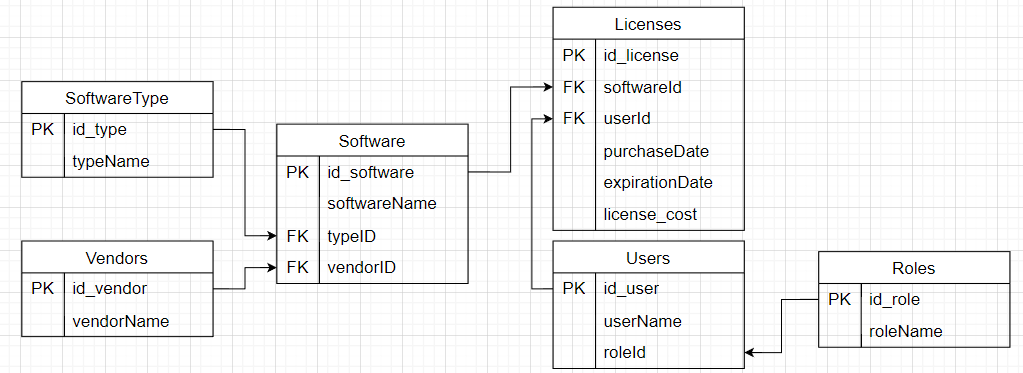 SoftwareType
PK id_type
typeName
Vendors
PK id_vendor
vendorName
Software
PK id_software
softwareName
FK typeID
FK vendorID
Licenses
PK id_license
FK softwareId
FK userId
purchaseDate
expirationDate
license_cost
Users
PK id_user
userName
roleId
Roles
PK id_role
roleName